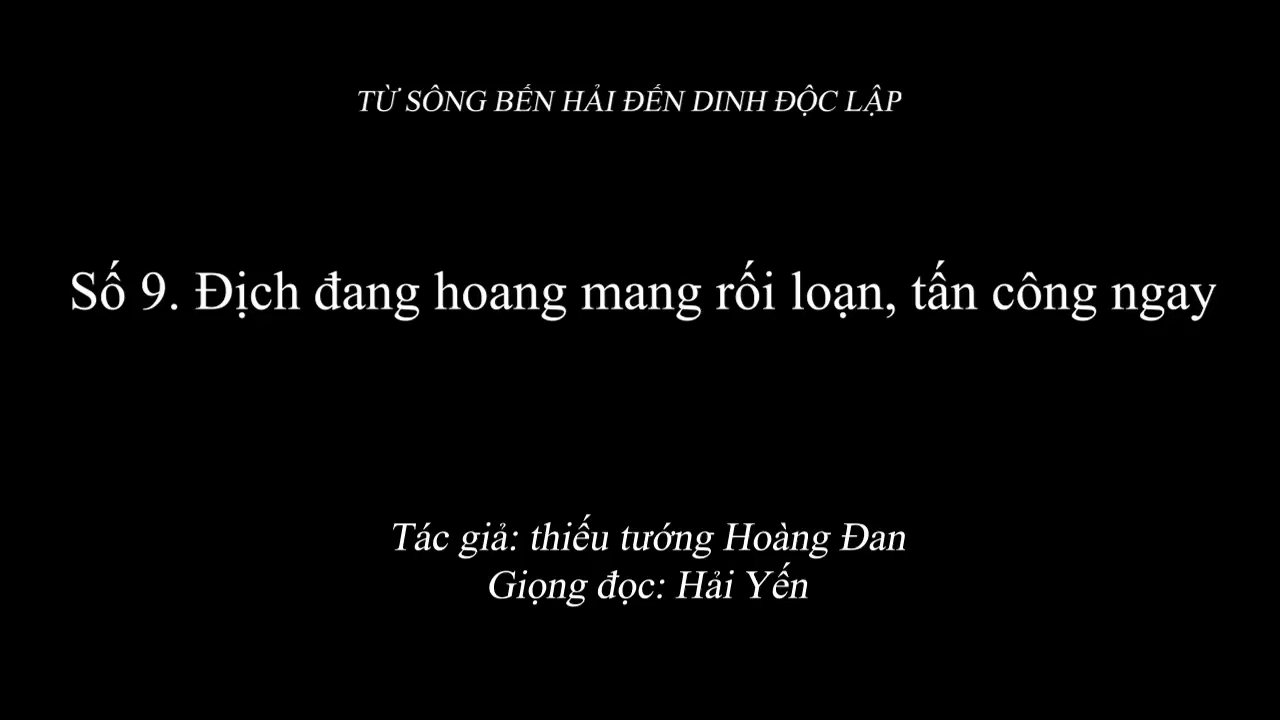 TỪ SÔNG BẾN HẢI ĐẾN DINH ĐỘC LẬP
Số 9. Địch đang hoang mang rối loạn, tấn công ngay
Tác giả: thiếu tướng Hoàng Đan
Giọng đọc: Hải Yến